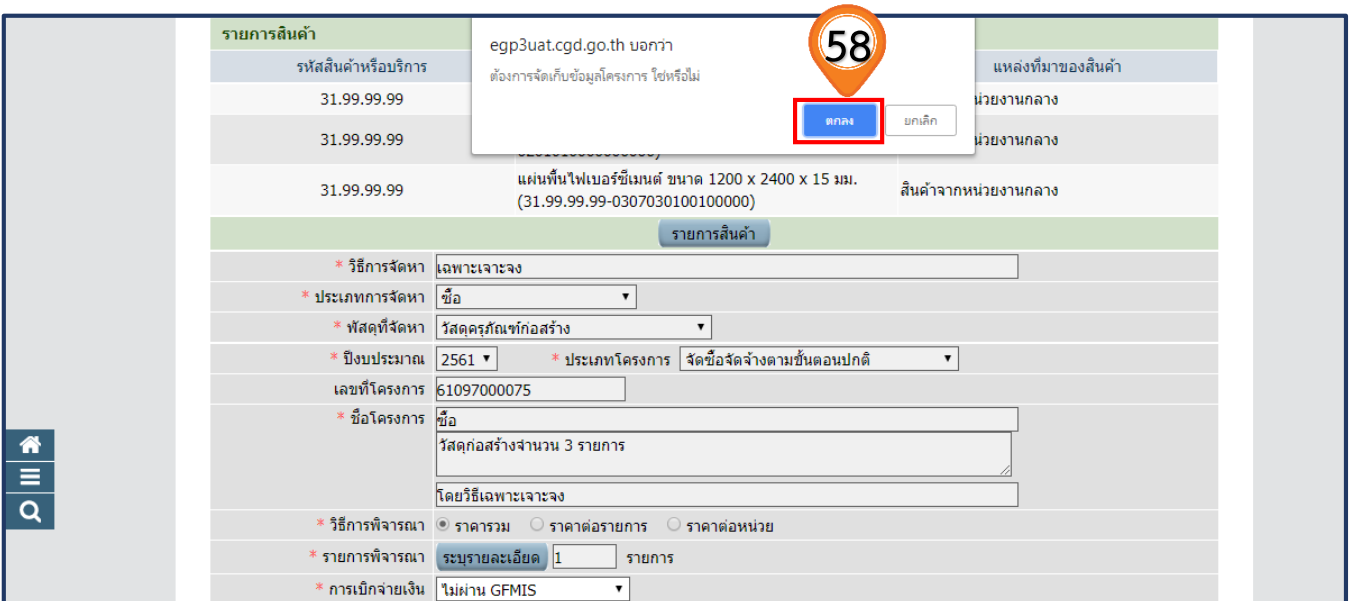 รายการสินค้า
egp3uat.cgd.go.th บอกว่า
58
รหัสสินค้าหรือบริการ
ต้องการจัดเก็บข้อมูลโครงการ ใช่หรือไม่
แหล่งที่มาของสินค้า
31.99.99.99
ตกลง
ยกเลิก
น่วยงานกลาง
31.99.99.99
น่วยงานกลาง
31.99.99.99
แผ่นพื้นไฟเบอร์ซีเมนต์ ขนาด 1200 x 2400 x 15 มม.
(31.99.99.99-0307030100100000)
สินค้าจากหน่วยงานกลาง
รายการสินค้า
* วิธีการจัดหา เฉพาะเจาะจง
* ประเภทการจัดหา ซื้อ
* พัสดุที่จัดหา วัสดุครุภัณฑ์ก่อสร้าง
* ปีงบประมาณ 2561 * ประเภทโครงการ จัดซื้อจัดจ้างตามขั้นตอนปกติ
เลขที่โครงการ 61097000075
* ชื่อโครงการ ซื้อ
วัสดุก่อสร้างจำนวน 3 รายการ
โดยวิธีเฉพาะเจาะจง
* วิธีการพิจารณา ราคารวม ราคาต่อรายการ ราคาต่อหน่วย
* รายการพิจารณา ระบุรายละเอียด 1 รายการ
* การเบิกจ่ายเงิน ไม่ผ่าน GFMIS